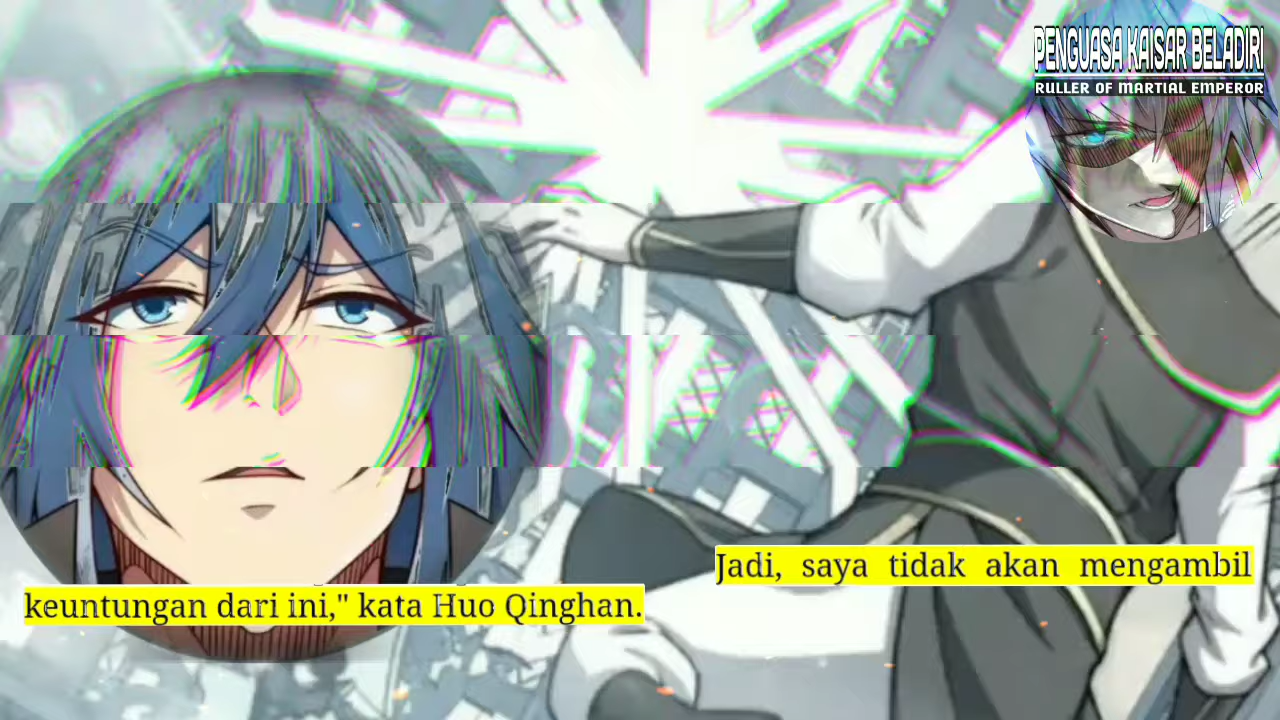 PENGUASA KAISAR BELADIRI
RULLER OF MARTIAL EMPEROR
Jadi, saya tidak akan mengambil
keuntungan dari ini," kata Huo Qinghan.